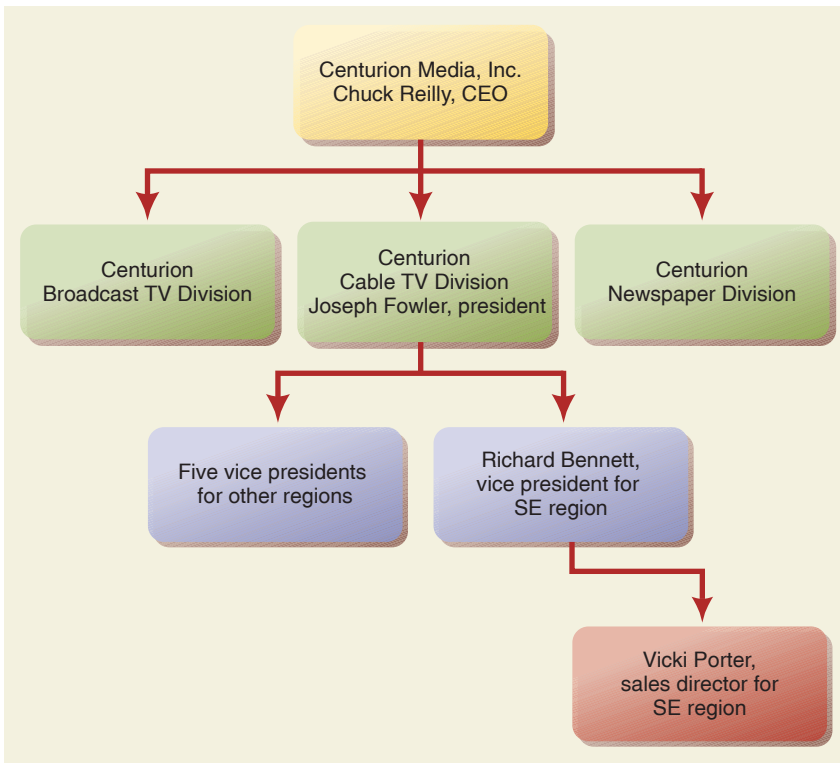 Centurion Media, Inc.
Chuck Reilly, CEO
Centurion
Broadcast TV Division
Centurion
Cable TV Division
Joseph Fowler, president
Centurion
Newspaper Division
Five vice presidents
for other regions
Richard Bennett,
vice president for
SE region
Vicki Porter,
sales director for
SE region